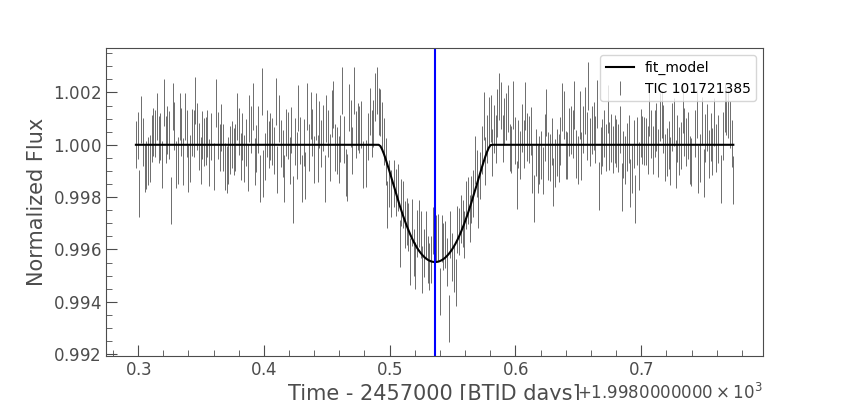 fit_model
TIC 101721385
1.002
1.000
0.998
0.996
0.994
0.992
Normalized Flux
0.3 0.4 0.5 0.6 0.7
Time - 2457000 [BTJD days]
+1.9980000000 × 10³